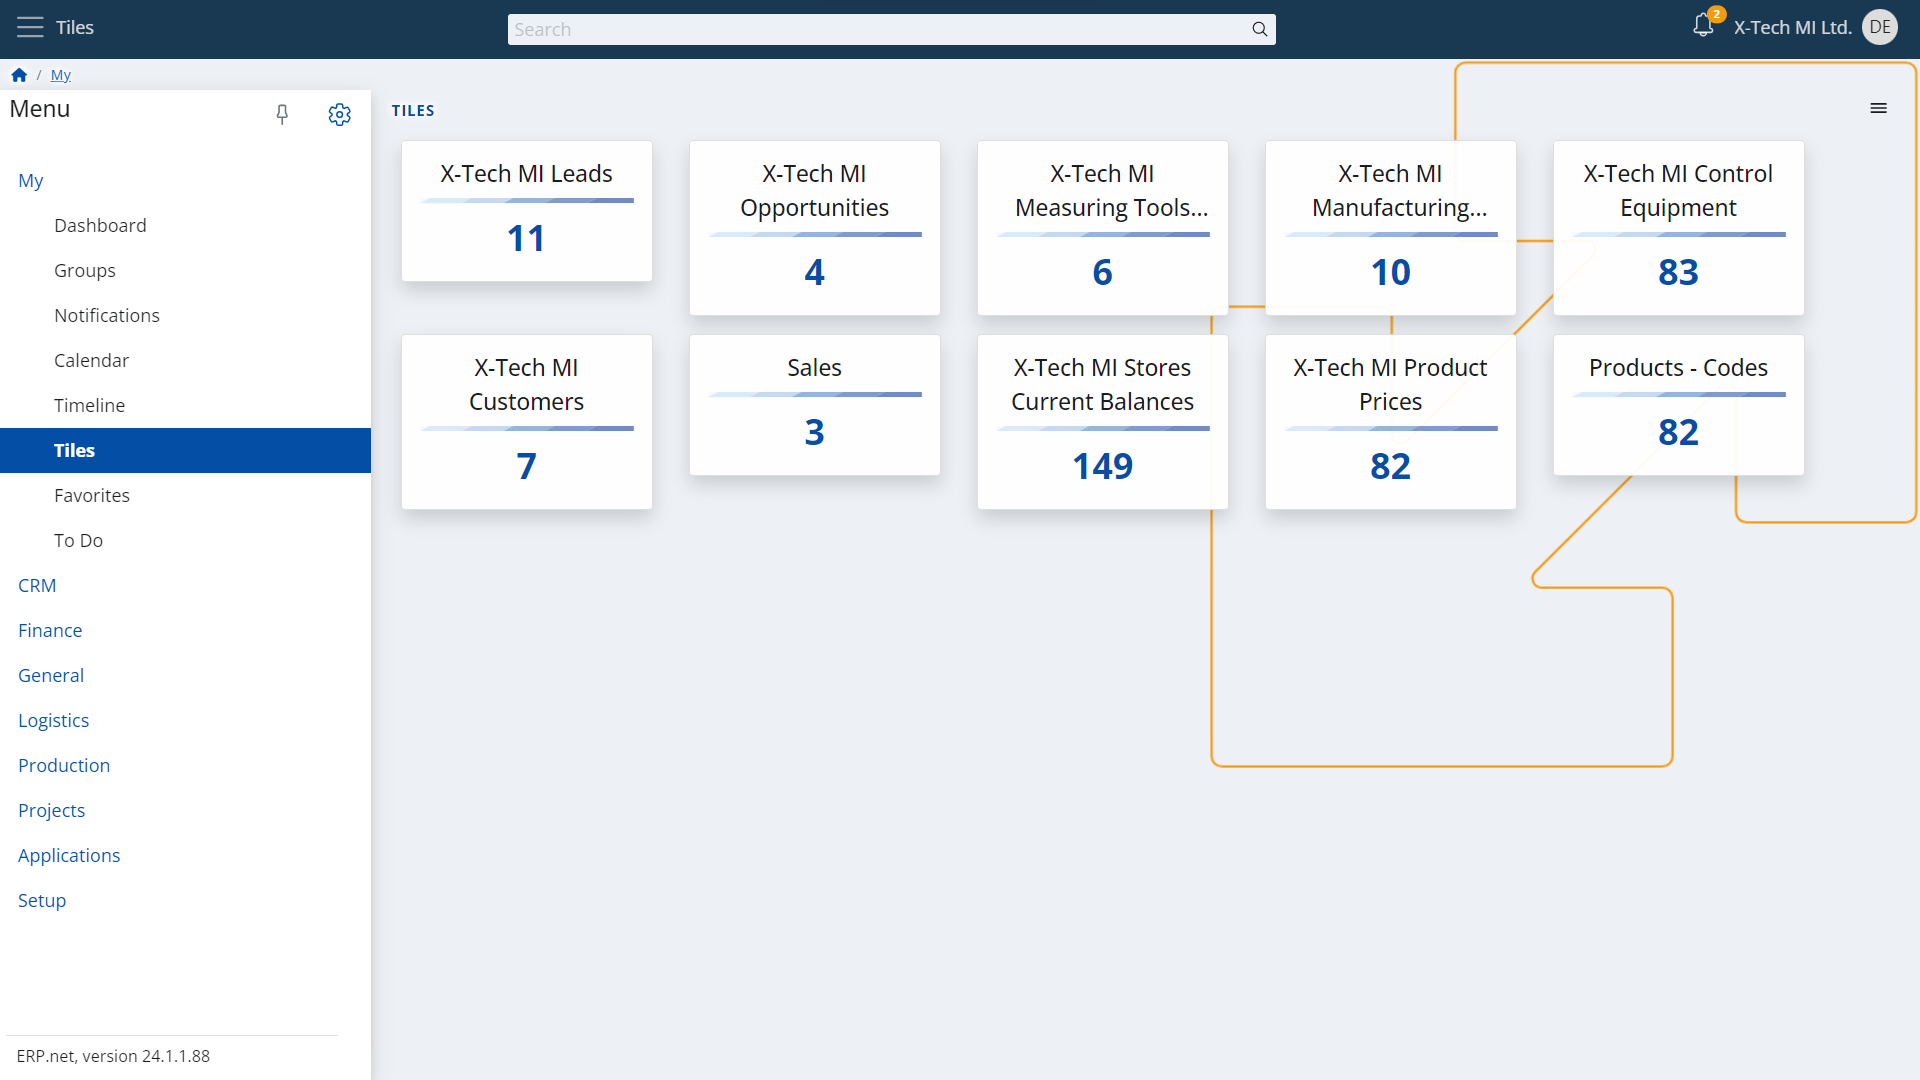 Tiles
Search
2
X-Tech MI Ltd.
DE
/ My
Menu
My
Dashboard
Groups
Notifications
Calendar
Timeline
Tiles
Favorites
To Do
CRM
Finance
General
Logistics
Production
Projects
Applications
Setup
ERP.net, version 24.1.1.88
TILES
X-Tech MI Leads
11
X-Tech MI
Opportunities
4
X-Tech MI
Measuring Tools...
6
X-Tech MI
Manufacturing...
10
X-Tech MI Control
Equipment
83
X-Tech MI
Customers
7
Sales
3
X-Tech MI Stores
Current Balances
149
X-Tech MI Product
Prices
82
Products - Codes
82